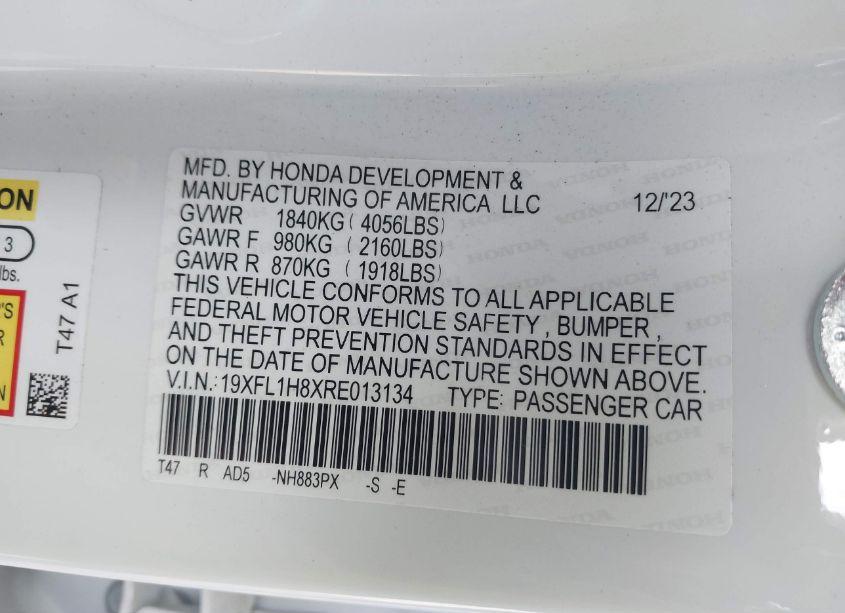 MFD. BY HONDA DEVELOPMENT &
MANUFACTURING OF AMERICA LLC 12/'23
GVWR 1840KG ( 4056LBS)
GAWR F 980KG ( 2160LBS)
GAWR R 870KG ( 1918LBS)
THIS VEHICLE CONFORMS TO ALL APPLICABLE
FEDERAL MOTOR VEHICLE SAFETY , BUMPER ,
AND THEFT PREVENTION STANDARDS IN EFFECT
ON THE DATE OF MANUFACTURE SHOWN ABOVE.
V.I.N.:19XFL1H8XRE013134 TYPE: PASSENGER CAR
T47 R AD5 -NH883PX -S -E
ON
3
lbs.
'S
R
N
T47 A1
HONDA